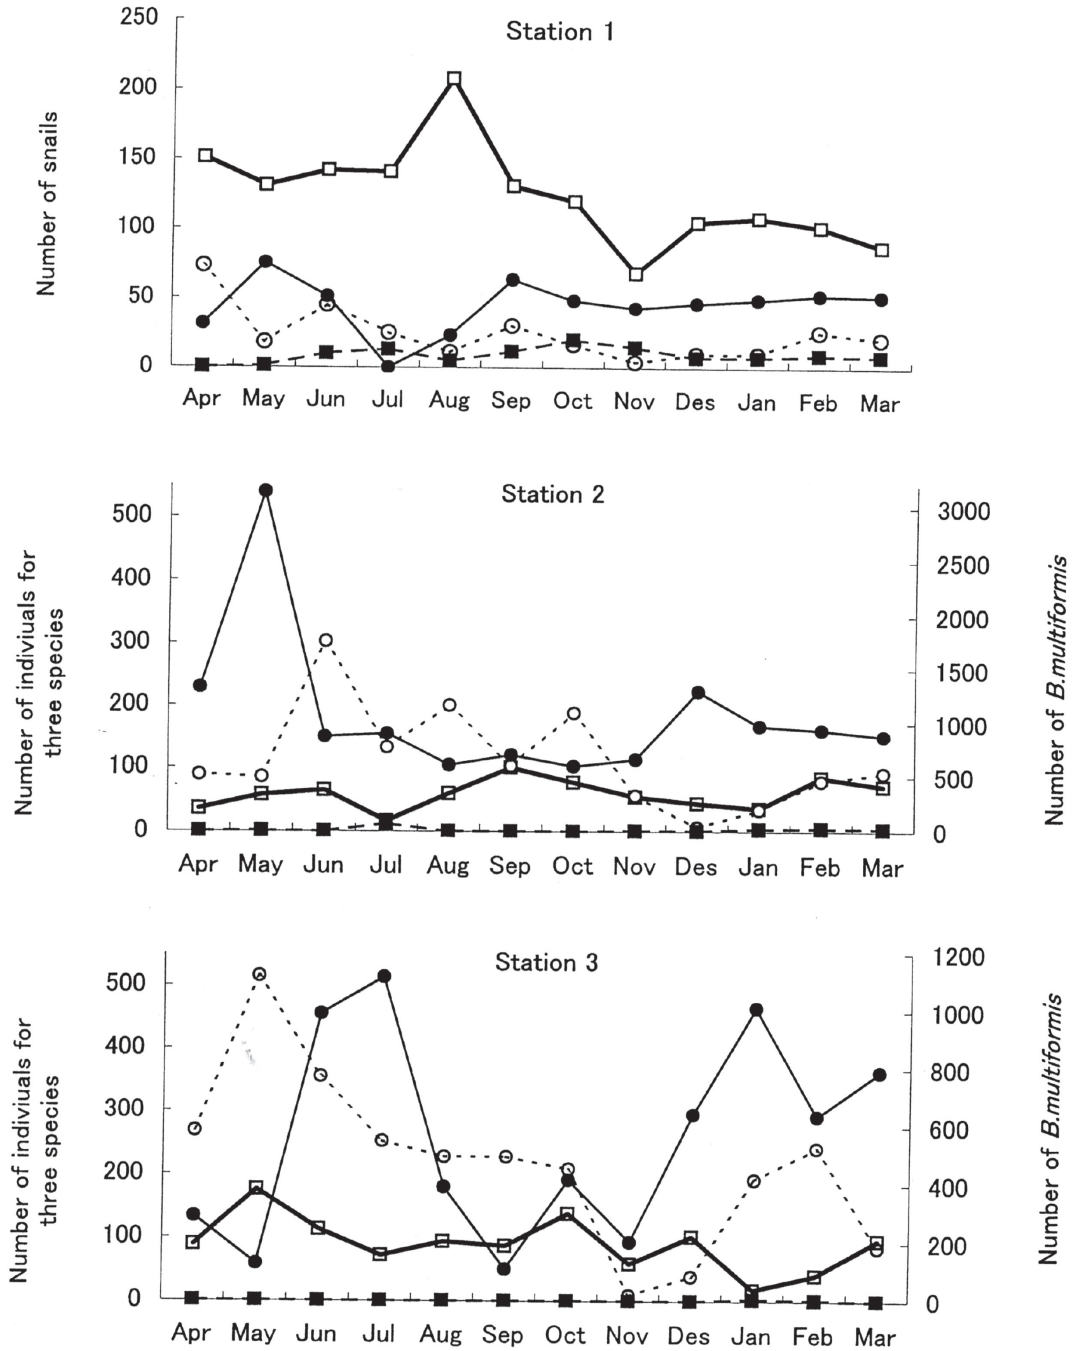 Station 1
Number of snails
250
200
150
100
50
0
Apr May Jun Jul Aug Sep Oct Nov Des Jan Feb Mar
Station 2
Number of indiviuals for
three species
500
400
300
200
100
0
3000
2500
2000
1500
1000
500
0
Number of B.multiformis
Apr May Jun Jul Aug Sep Oct Nov Des Jan Feb Mar
Station 3
Number of indiviuals for
three species
500
400
300
200
100
0
1200
1000
800
600
400
200
0
Number of B.multiformis
Apr May Jun Jul Aug Sep Oct Nov Des Jan Feb Mar